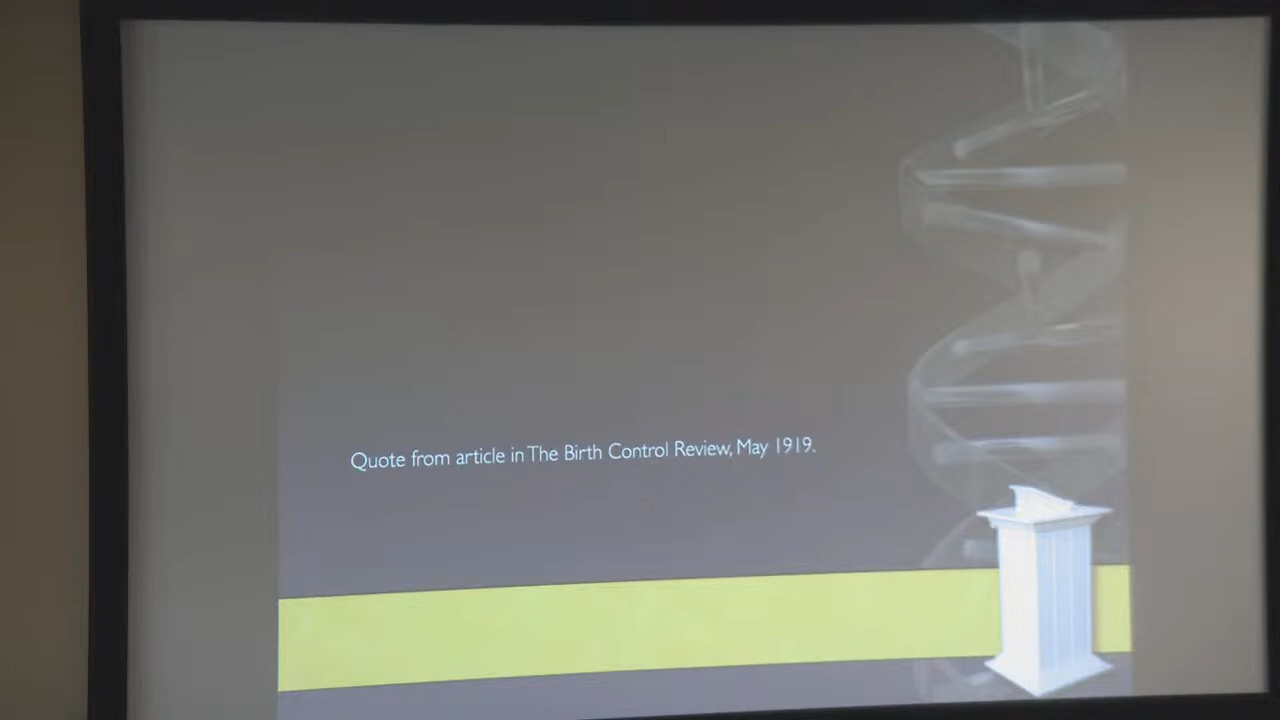 Quote from article in The Birth Control Review, May 1919.